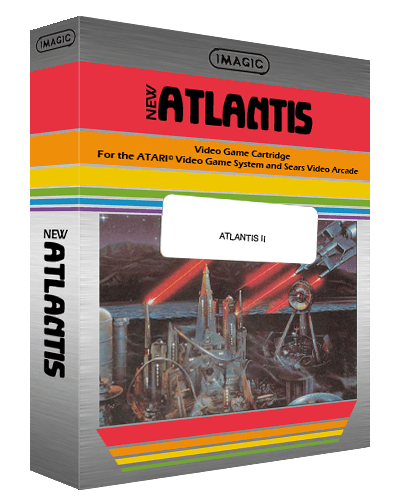 iMAGIC
NEW ATLANTIS
iMAGIC
NEW
ATLANTIS
Video Game Cartridge
For the ATARI® Video Game System and Sears Video Arcade
ATLANTIS II